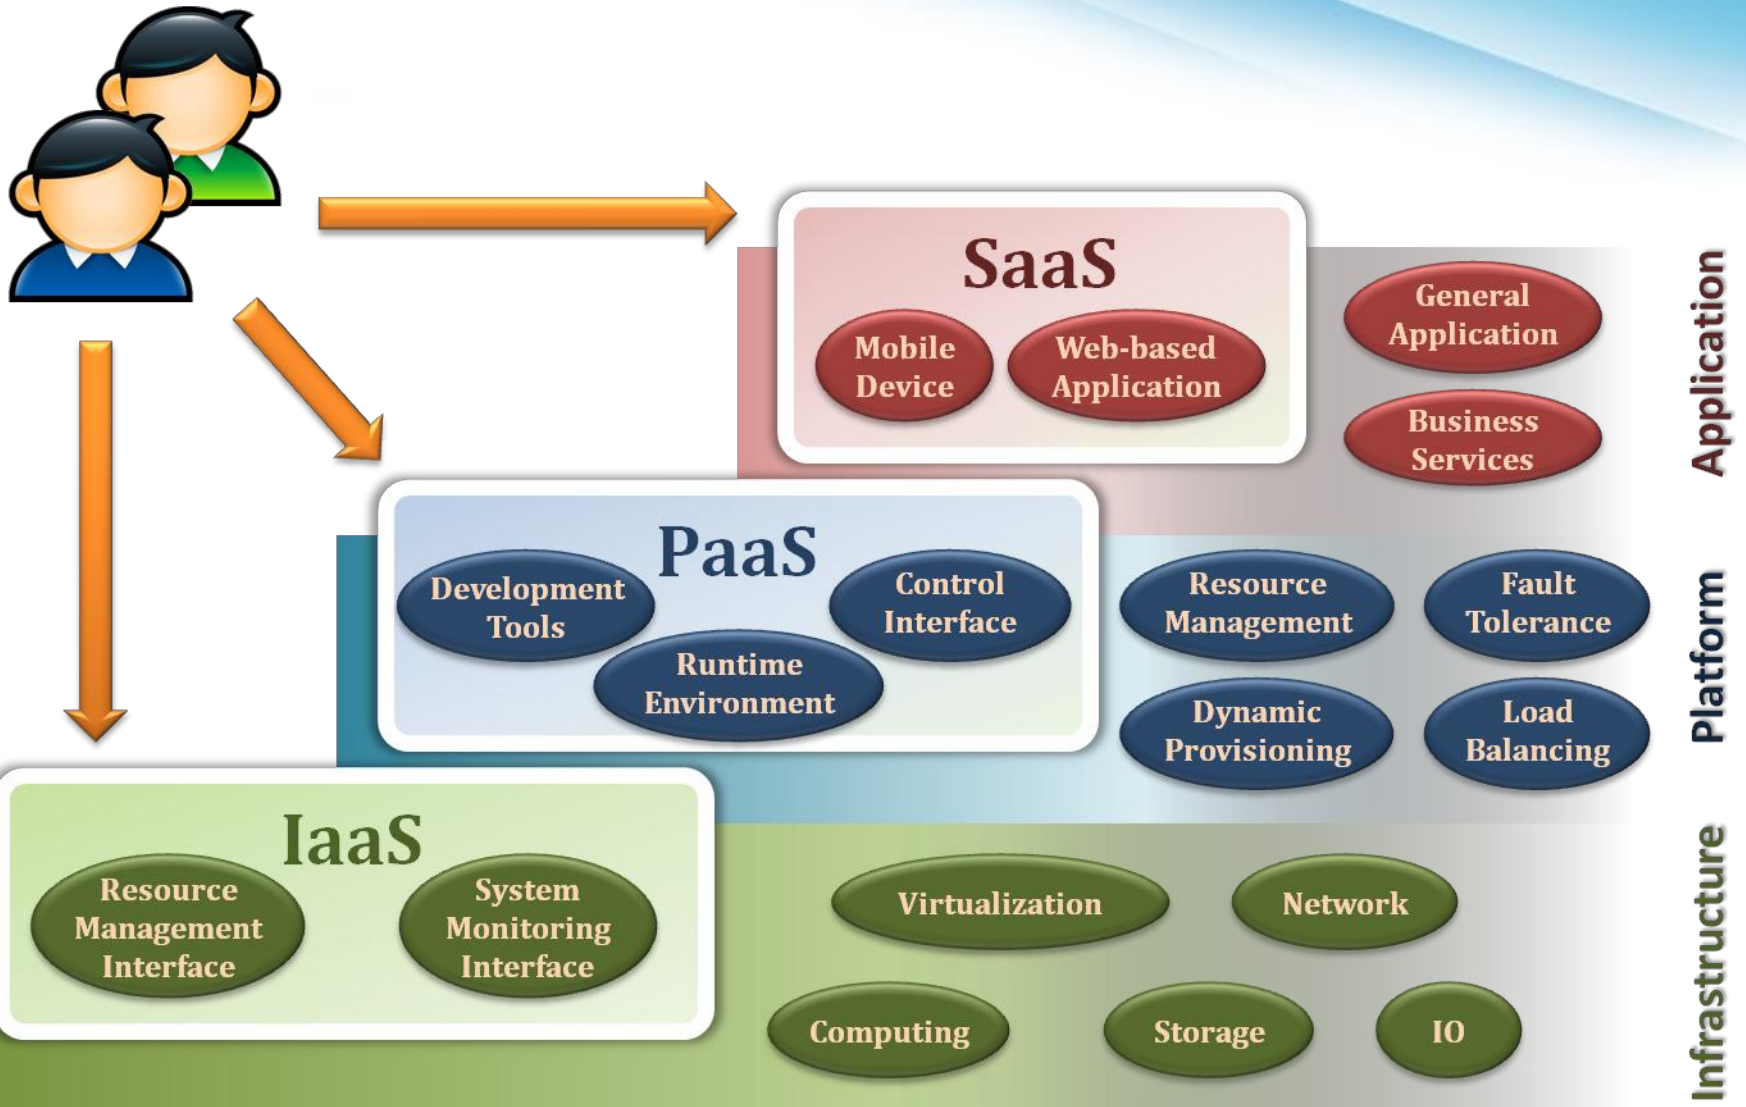 SaaS
Mobile
Device
Web-based
Application
General
Application
Business
Services
Application
PaaS
Development
Tools
Runtime
Environment
Control
Interface
Resource
Management
Fault
Tolerance
Dynamic
Provisioning
Load
Balancing
Platform
IaaS
Resource
Management
Interface
System
Monitoring
Interface
Virtualization
Network
Computing
Storage
IO
Infrastructure